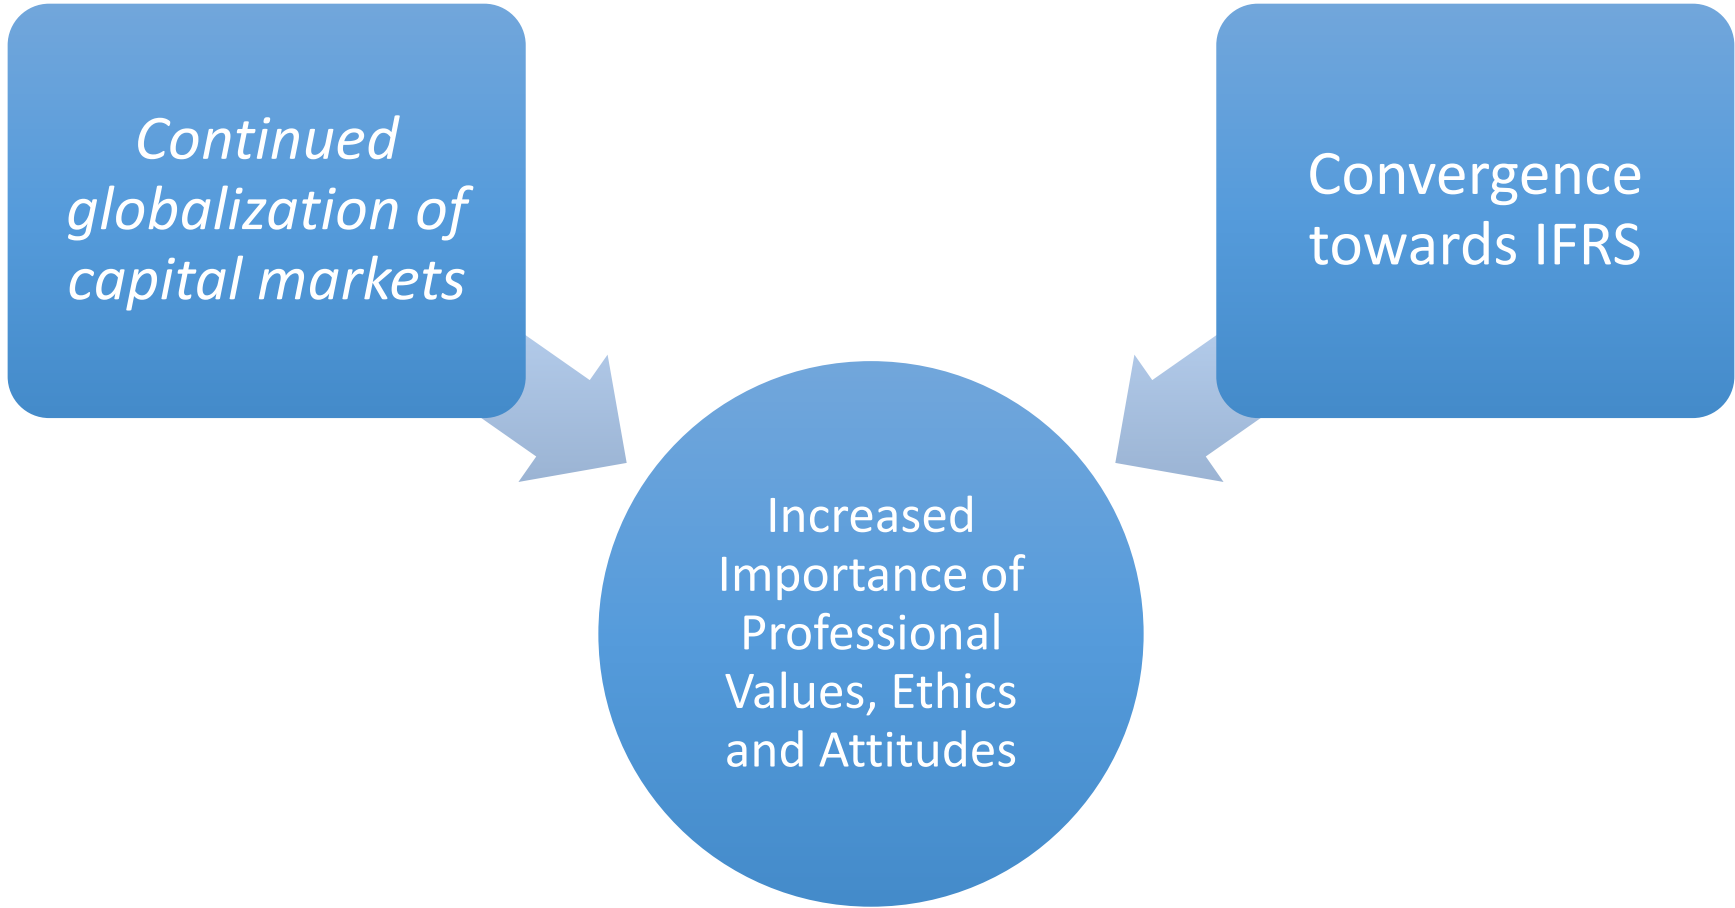 Continued
globalization of
capital markets
Convergence
towards IFRS
Increased
Importance of
Professional
Values, Ethics
and Attitudes